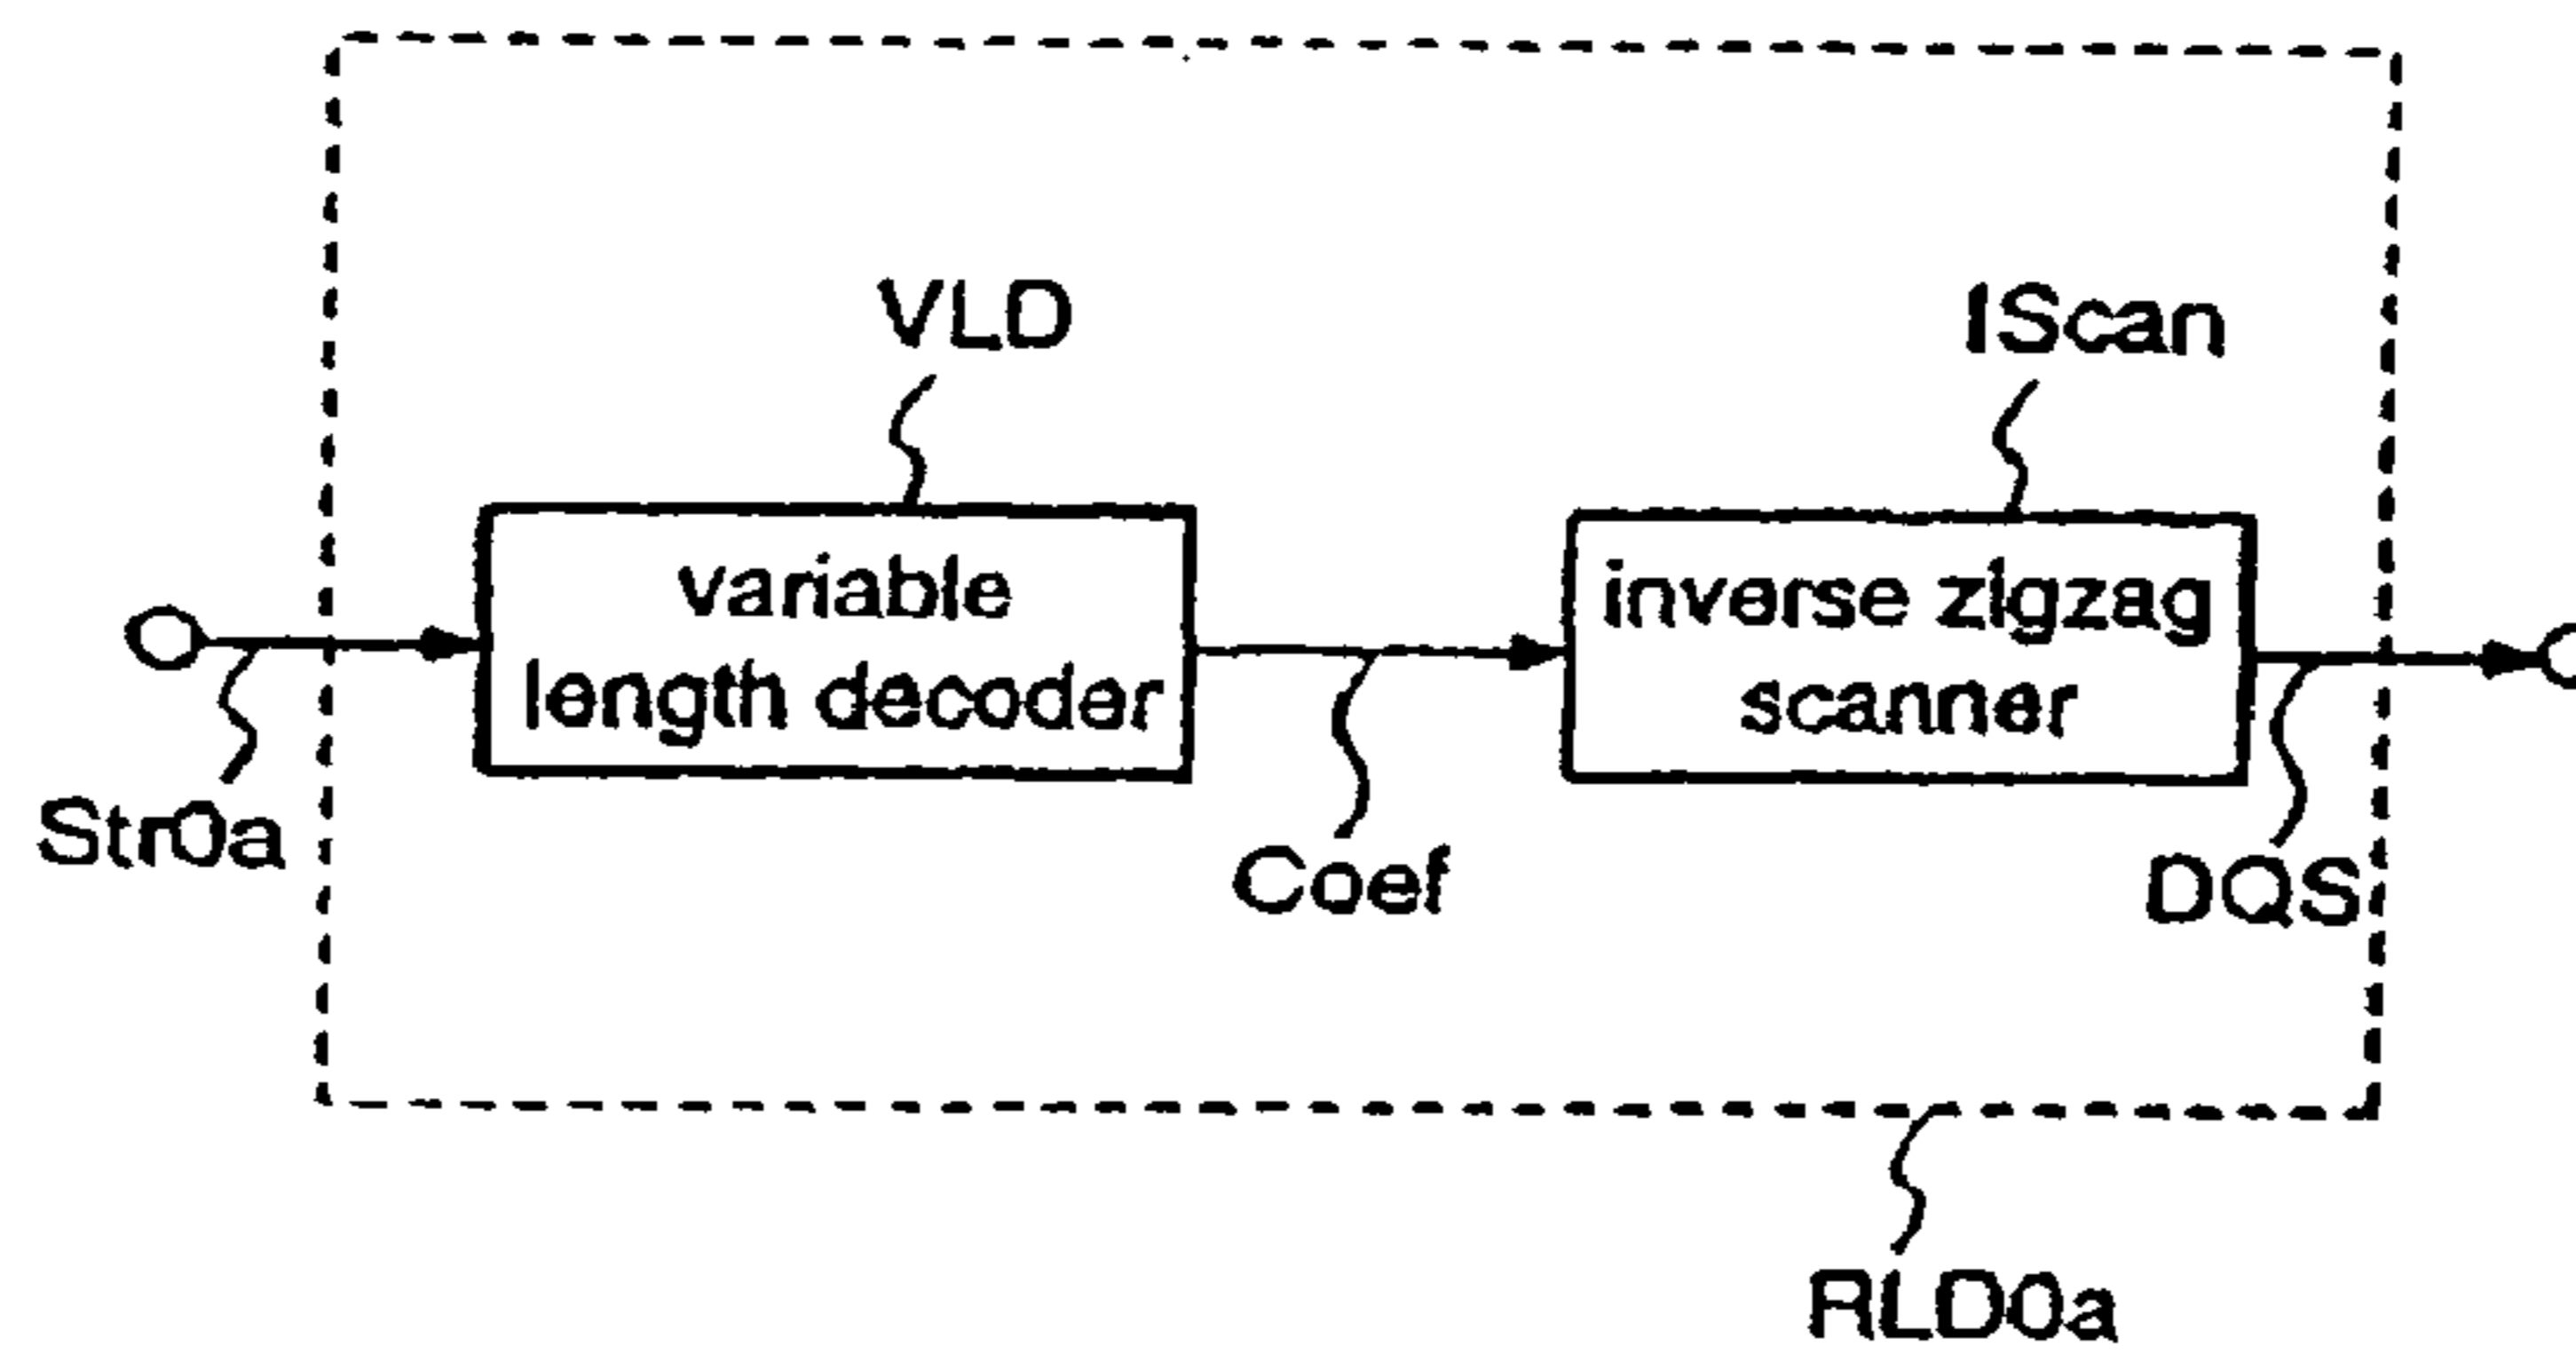 VLD
IScan
variable
length decoder
inverse zigzag
scanner
Str0a
Coef
DQS
RLD0a